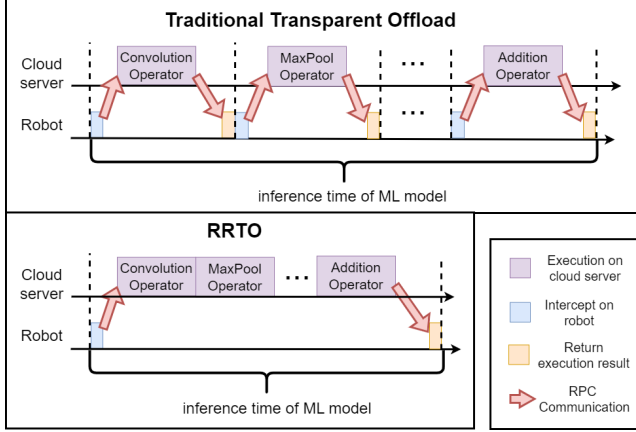 Traditional Transparent Offload
Cloud
server
Convolution
Operator
MaxPool
Operator
...
Addition
Operator
Robot
...
inference time of ML model
RRTO
Cloud
server
Convolution
Operator
MaxPool
Operator
...
Addition
Operator
Robot
inference time of ML model
Execution on
cloud server
Intercept on
robot
Return
execution result
RPC
Communication